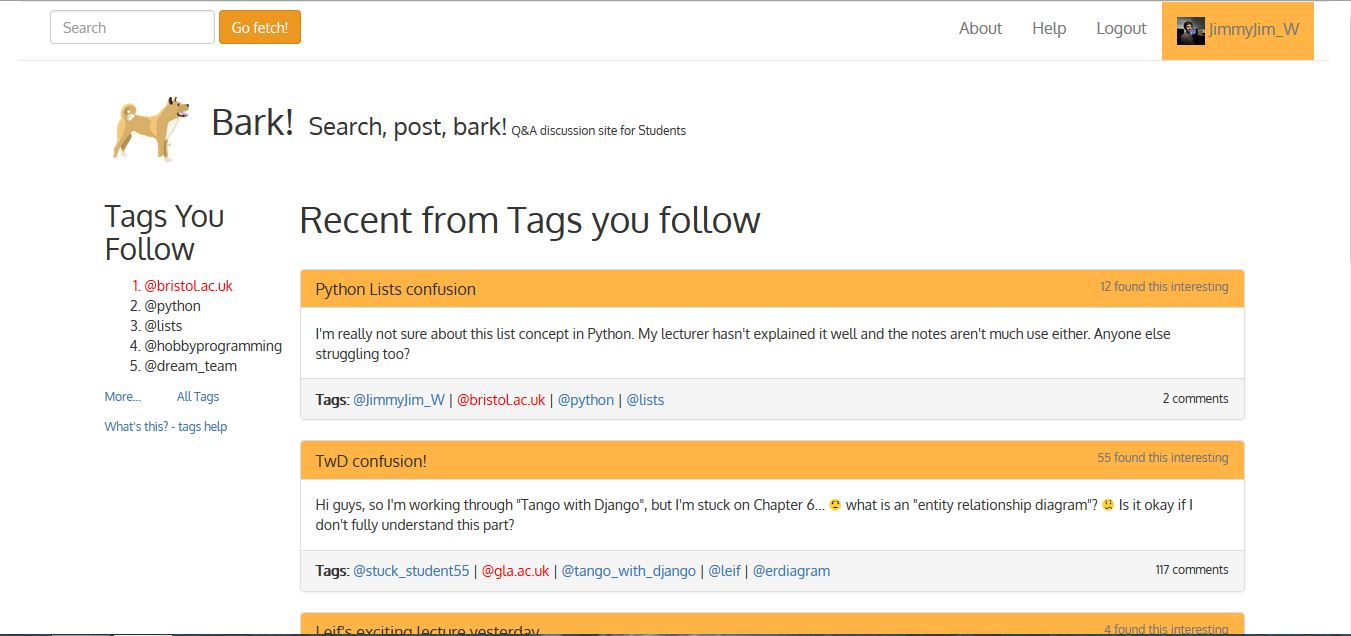 Search
Go fetch!
About
Help
Logout
JimmyJim_W
Bark! Search, post, bark! Q&A discussion site for Students
Tags You
Follow
1. @bristol.ac.uk
2. @python
3. @lists
4. @hobbyprogramming
5. @dream_team
More...
All Tags
What's this? - tags help
Recent from Tags you follow
Python Lists confusion
12 found this interesting
I'm really not sure about this list concept in Python. My lecturer hasn't explained it well and the notes aren't much use either. Anyone else
struggling too?
Tags: @JimmyJim_W | @bristol.ac.uk | @python | @lists
2 comments
TwD confusion!
55 found this interesting
Hi guys, so I'm working through "Tango with Django", but I'm stuck on Chapter 6... 😕 what is an "entity relationship diagram"? 😕 Is it okay if I
don't fully understand this part?
Tags: @stuck_student55 | @gla.ac.uk | @tango_with_django | @leif | @erdiagram
117 comments
Leif's exciting lecture yesterday
4 found this interesting